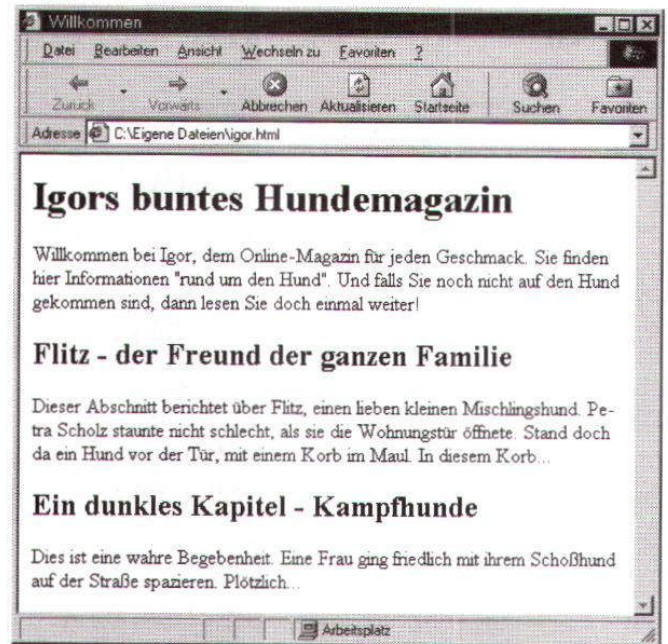 Willkommen
Datei Bearbeiten Ansicht Wechseln zu Favoriten ?
Zurück Vorwärts Abbrechen Aktualisieren Startseite Suchen Favoriten
Adresse C:\Eigene Dateien\igor.html
Igors buntes Hundemagazin
Willkommen bei Igor, dem Online-Magazin für jeden Geschmack. Sie finden
hier Informationen "rund um den Hund". Und falls Sie noch nicht auf den Hund
gekommen sind, dann lesen Sie doch einmal weiter!
Flitz - der Freund der ganzen Familie
Dieser Abschnitt berichtet über Flitz, einen lieben kleinen Mischlingshund. Pe-
tra Scholz staunte nicht schlecht, als sie die Wohnungstür öffnete. Stand doch
da ein Hund vor der Tür, mit einem Korb im Maul. In diesem Korb...
Ein dunkles Kapitel - Kampfhunde
Dies ist eine wahre Begebenheit. Eine Frau ging friedlich mit ihrem Schoßhund
auf der Straße spazieren. Plötzlich...
Arbeitsplatz